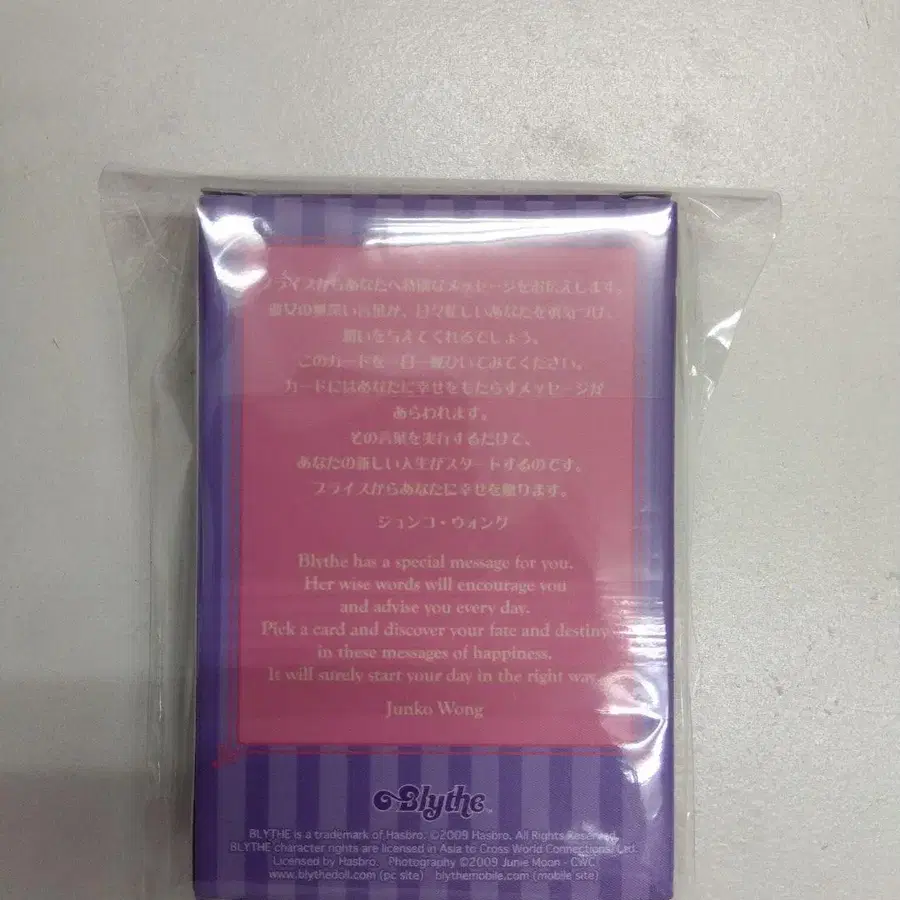 ブライスからあなたへ特別なメッセージをお伝えします。
彼女の無閒い言葉が、日々忙しいあなたを勇気づけ、
潤いを与えてくれるでしょう。
このカードを一日一枚ひいてみてください。
カードにはあなたに幸せをもたらすメッセージが
あらわれます。
その言葉を実行するだけで、
あなたの新しい人生がスタートするのです。
ブライスからあなたに幸せを贈ります。
ジュンコ・ウォング
Blythe has a special message for you.
Her wise words will encourage you
and advise you every day.
Pick a card and discover your fate and destiny
in these messages of happiness.
It will surely start your day in the right way.
Junko Wong
Blythe™
BLYTHE is a trademark of Hasbro. ©2009 Hasbro. All Rights Reserved.
BLYTHE character rights are licensed in Asia to Cross World Connections, Ltd.
Licensed by Hasbro. Photography ©2009 Junie Moon - CWC
www.blythedoll.com (pc site) blythemobile.com (mobile site)